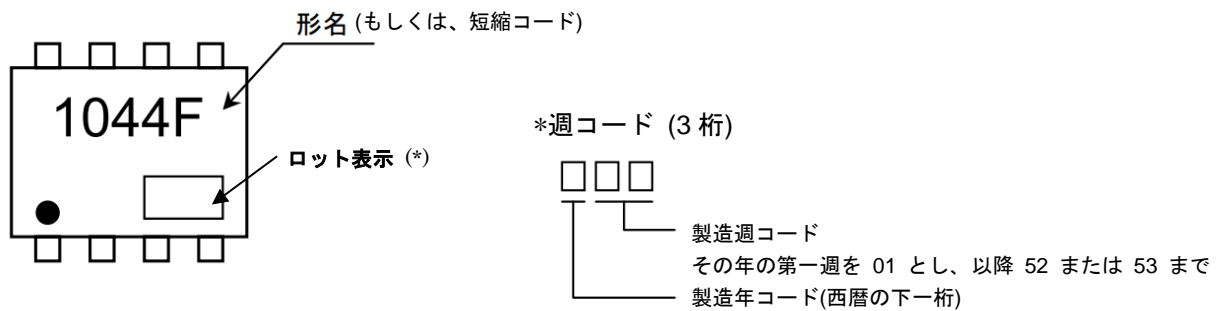 形名 (もしくは、短縮コード)
1044F
ロット表示 (*)
*週コード (3 桁)
製造週コード
その年の第一週を 01 とし、以降 52 または 53 まで
製造年コード(西暦の下一桁)